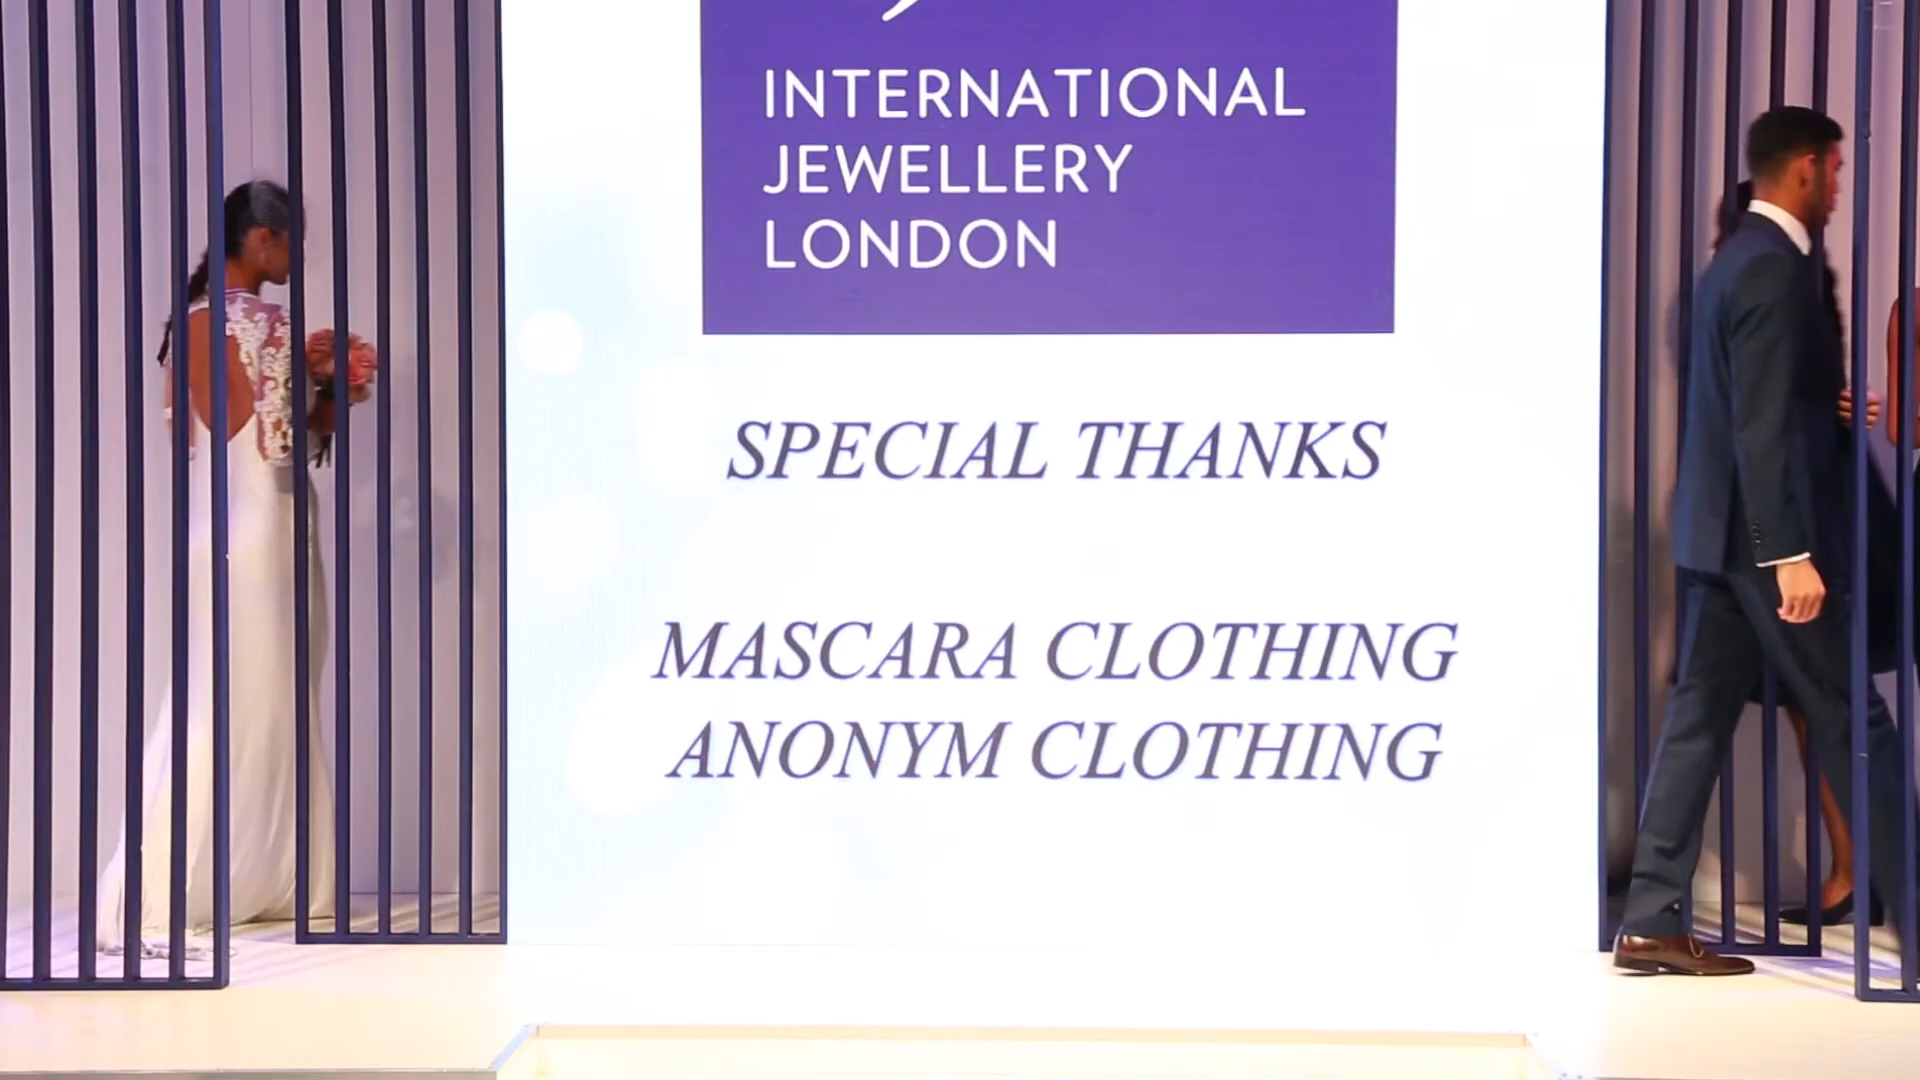 INTERNATIONAL
JEWELLERY
LONDON
SPECIAL THANKS
MASCARA CLOTHING
ANONYM CLOTHING